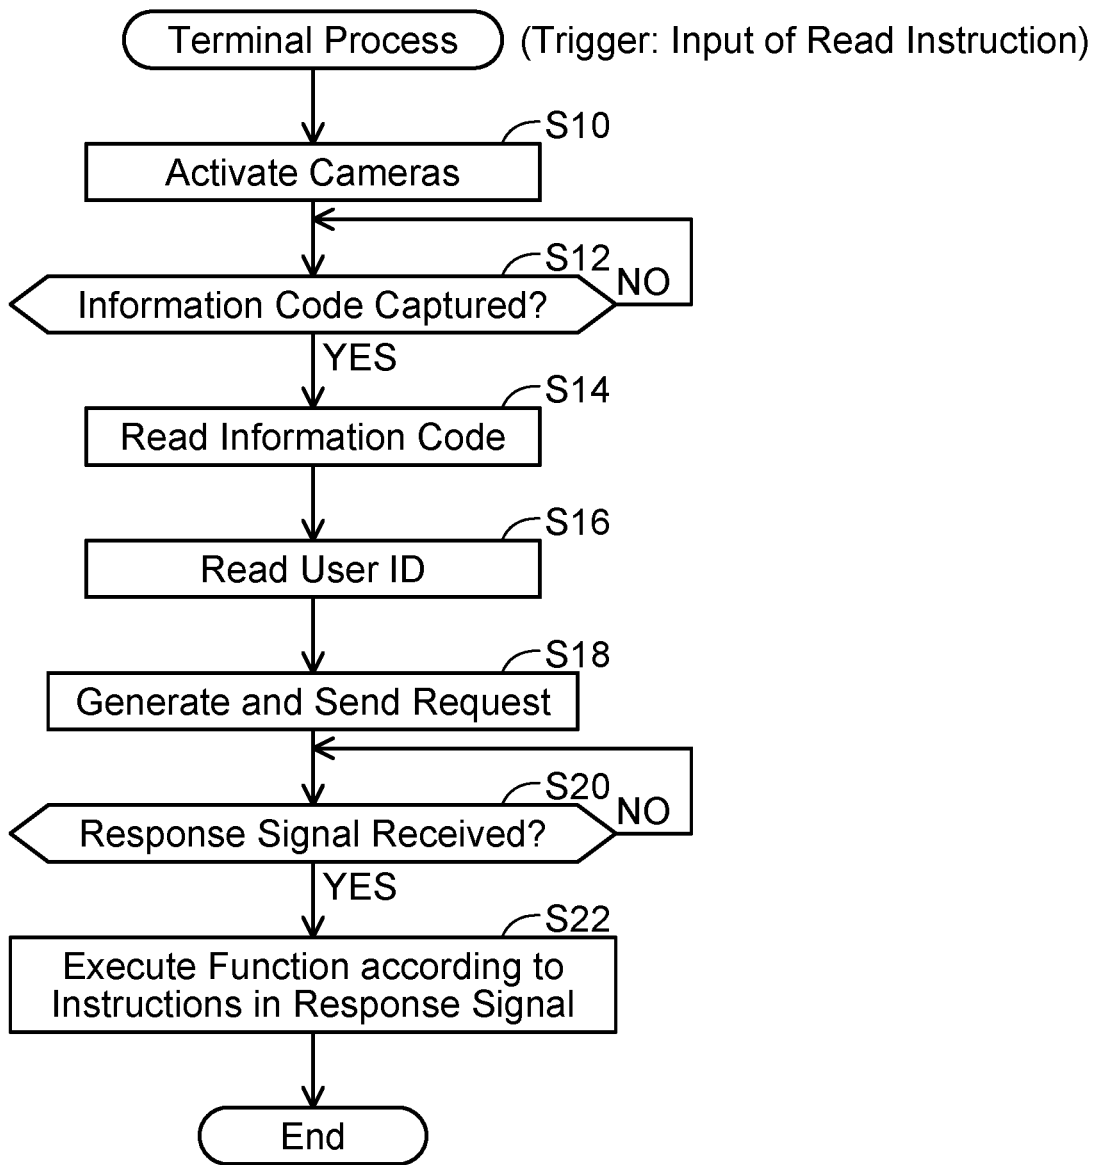 Terminal Process (Trigger: Input of Read Instruction)
S10
Activate Cameras
S12
Information Code Captured?
NO
YES
S14
Read Information Code
S16
Read User ID
S18
Generate and Send Request
S20
Response Signal Received?
NO
YES
S22
Execute Function according to
Instructions in Response Signal
End